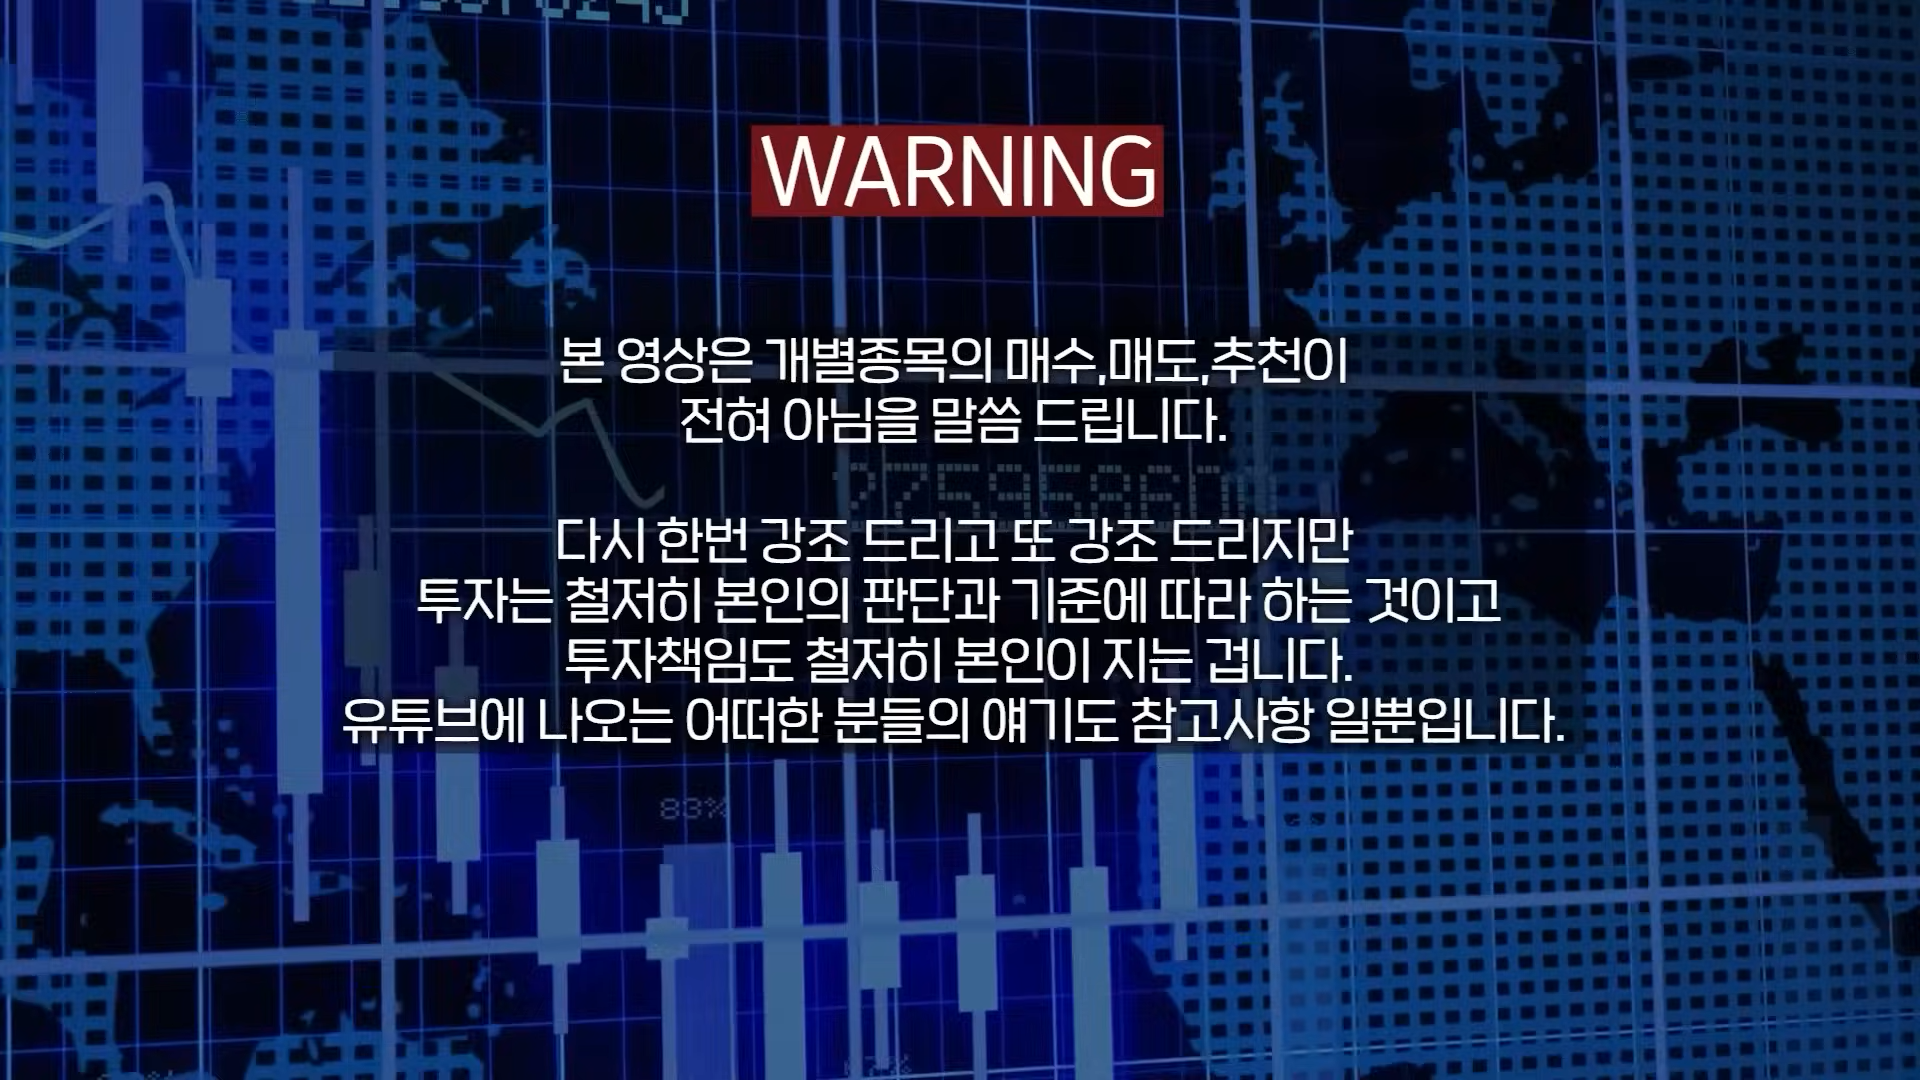 WARNING
본 영상은 개별종목의 매수,매도,추천이
전혀 아님을 말씀 드립니다.
다시 한번 강조 드리고 또 강조 드리지만
투자는 철저히 본인의 판단과 기준에 따라 하는 것이고
투자책임도 철저히 본인이 지는 겁니다.
유튜브에 나오는 어떠한 분들의 얘기도 참고사항 일뿐입니다.
83%